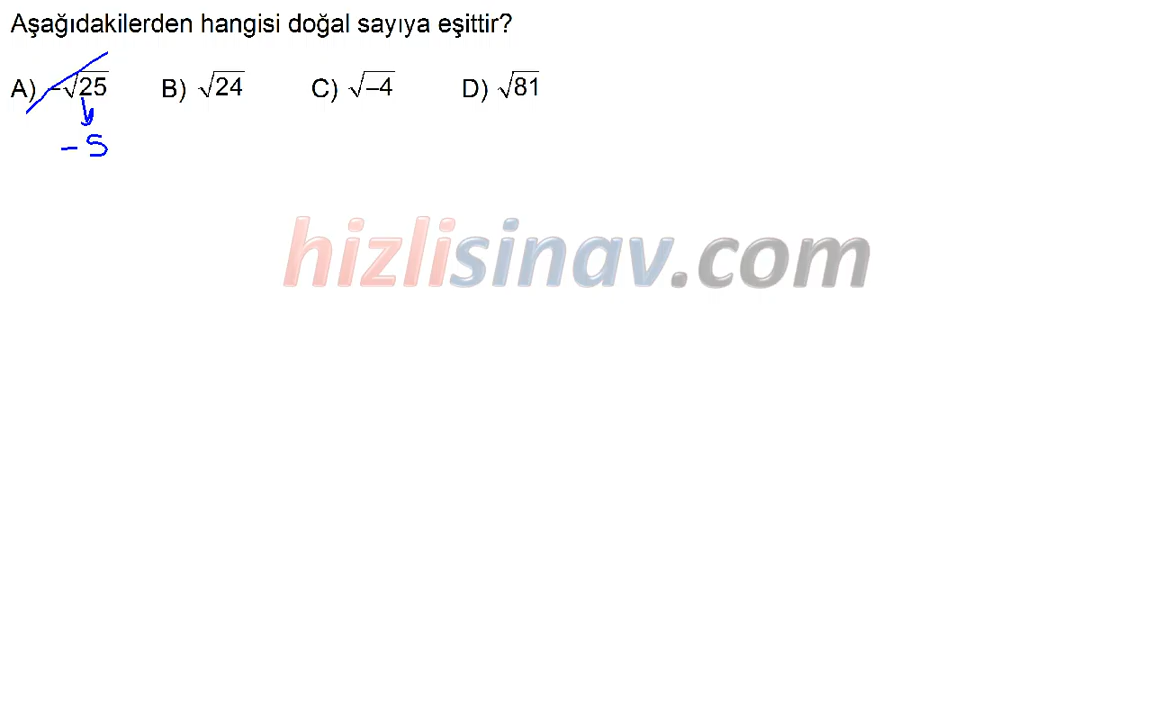 Aşağıdakilerden hangisi doğal sayıya eşittir?
A) -√25 B) √24 C) √–4 D) √81
- 5
hizlisinav.com